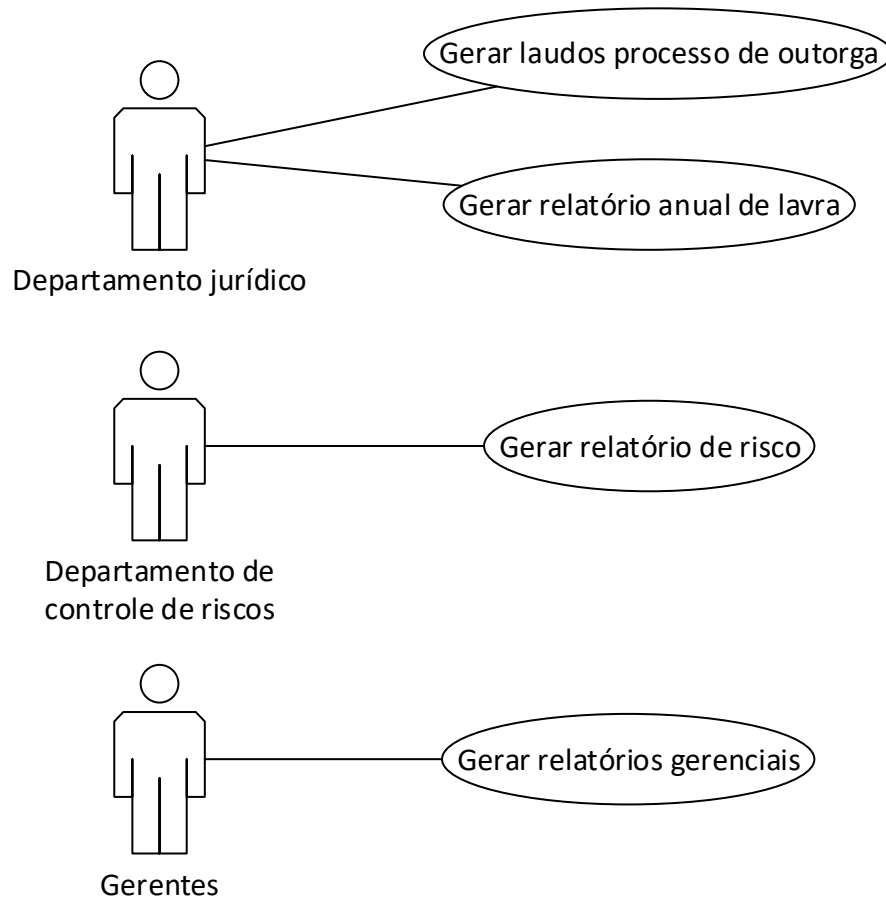 Gerar laudos processo de outorga
Gerar relatório anual de lavra
Departamento jurídico
Gerar relatório de risco
Departamento de
controle de riscos
Gerar relatórios gerenciais
Gerentes